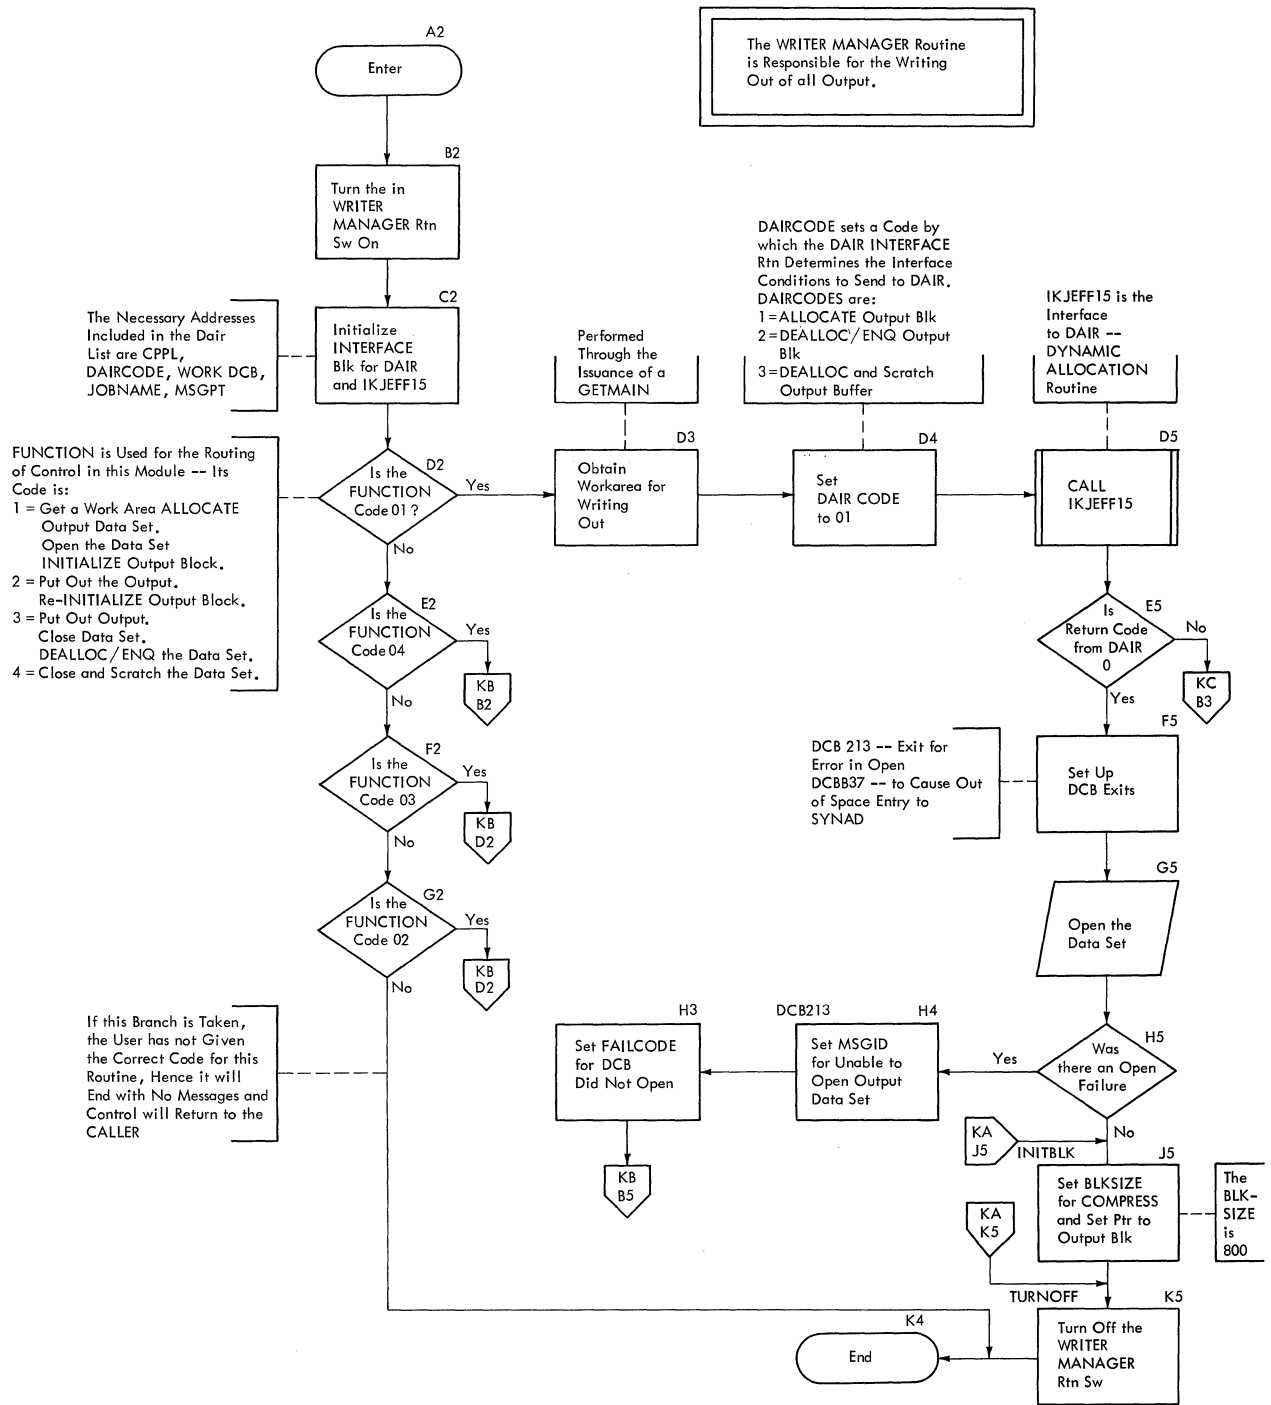 A2
Enter
The WRITER MANAGER Routine
is Responsible for the Writing
Out of all Output.
B2
Turn the in
WRITER
MANAGER Rtn
Sw On
C2
The Necessary Addresses
Included in the Dair
List are CPPL,
DAIRCODE, WORK DCB,
JOBNAME, MSGPT
Initialize
INTERFACE
Blk for DAIR
and IKJEFF15
Performed
Through the
Issuance of a
GETMAIN
DAIRCODE sets a Code by
which the DAIR INTERFACE
Rtn Determines the Interface
Conditions to Send to DAIR.
DAIRCODES are:
1=ALLOCATE Output Blk
2=DEALLOC/ENQ Output
Blk
3=DEALLOC and Scratch
Output Buffer
IKJEFF15 is the
Interface
to DAIR --
DYNAMIC
ALLOCATION
Routine
FUNCTION is Used for the Routing
of Control in this Module -- Its
Code is:
1 = Get a Work Area ALLOCATE
Output Data Set.
Open the Data Set
INITIALIZE Output Block.
2 = Put Out the Output.
Re-INITIALIZE Output Block.
3 = Put Out Output.
Close Data Set.
DEALLOC/ENQ the Data Set.
4 = Close and Scratch the Data Set.
D2
Is the
FUNCTION
Code 01?
Yes
No
D3
Obtain
Workarea for
Writing
Out
D4
Set
DAIR CODE
to 01
D5
CALL
IKJEFF15
E2
Is the
FUNCTION
Code 04
Yes
KB
B2
No
E5
Is
Return Code
from DAIR
0
No
KC
B3
Yes
F2
Is the
FUNCTION
Code 03
Yes
KB
D2
No
DCB 213 -- Exit for
Error in Open
DCBB37 -- to Cause Out
of Space Entry to
SYNAD
F5
Set Up
DCB Exits
G2
Is the
FUNCTION
Code 02
Yes
KB
D2
No
G5
Open the
Data Set
If this Branch is Taken,
the User has not Given
the Correct Code for this
Routine, Hence it will
End with No Messages and
Control will Return to the
CALLER
H3
Set FAILCODE
for DCB
Did Not Open
KB
B5
DCB213
H4
Set MSGID
for Unable to
Open Output
Data Set
H5
Was
there an Open
Failure
Yes
No
KA
J5
INITBLK
J5
Set BLKSIZE
for COMPRESS
and Set Ptr to
Output Blk
The
BLK-
SIZE
is
800
KA
K5
TURNOFF
K4
End
K5
Turn Off the
WRITER
MANAGER
Rtn Sw